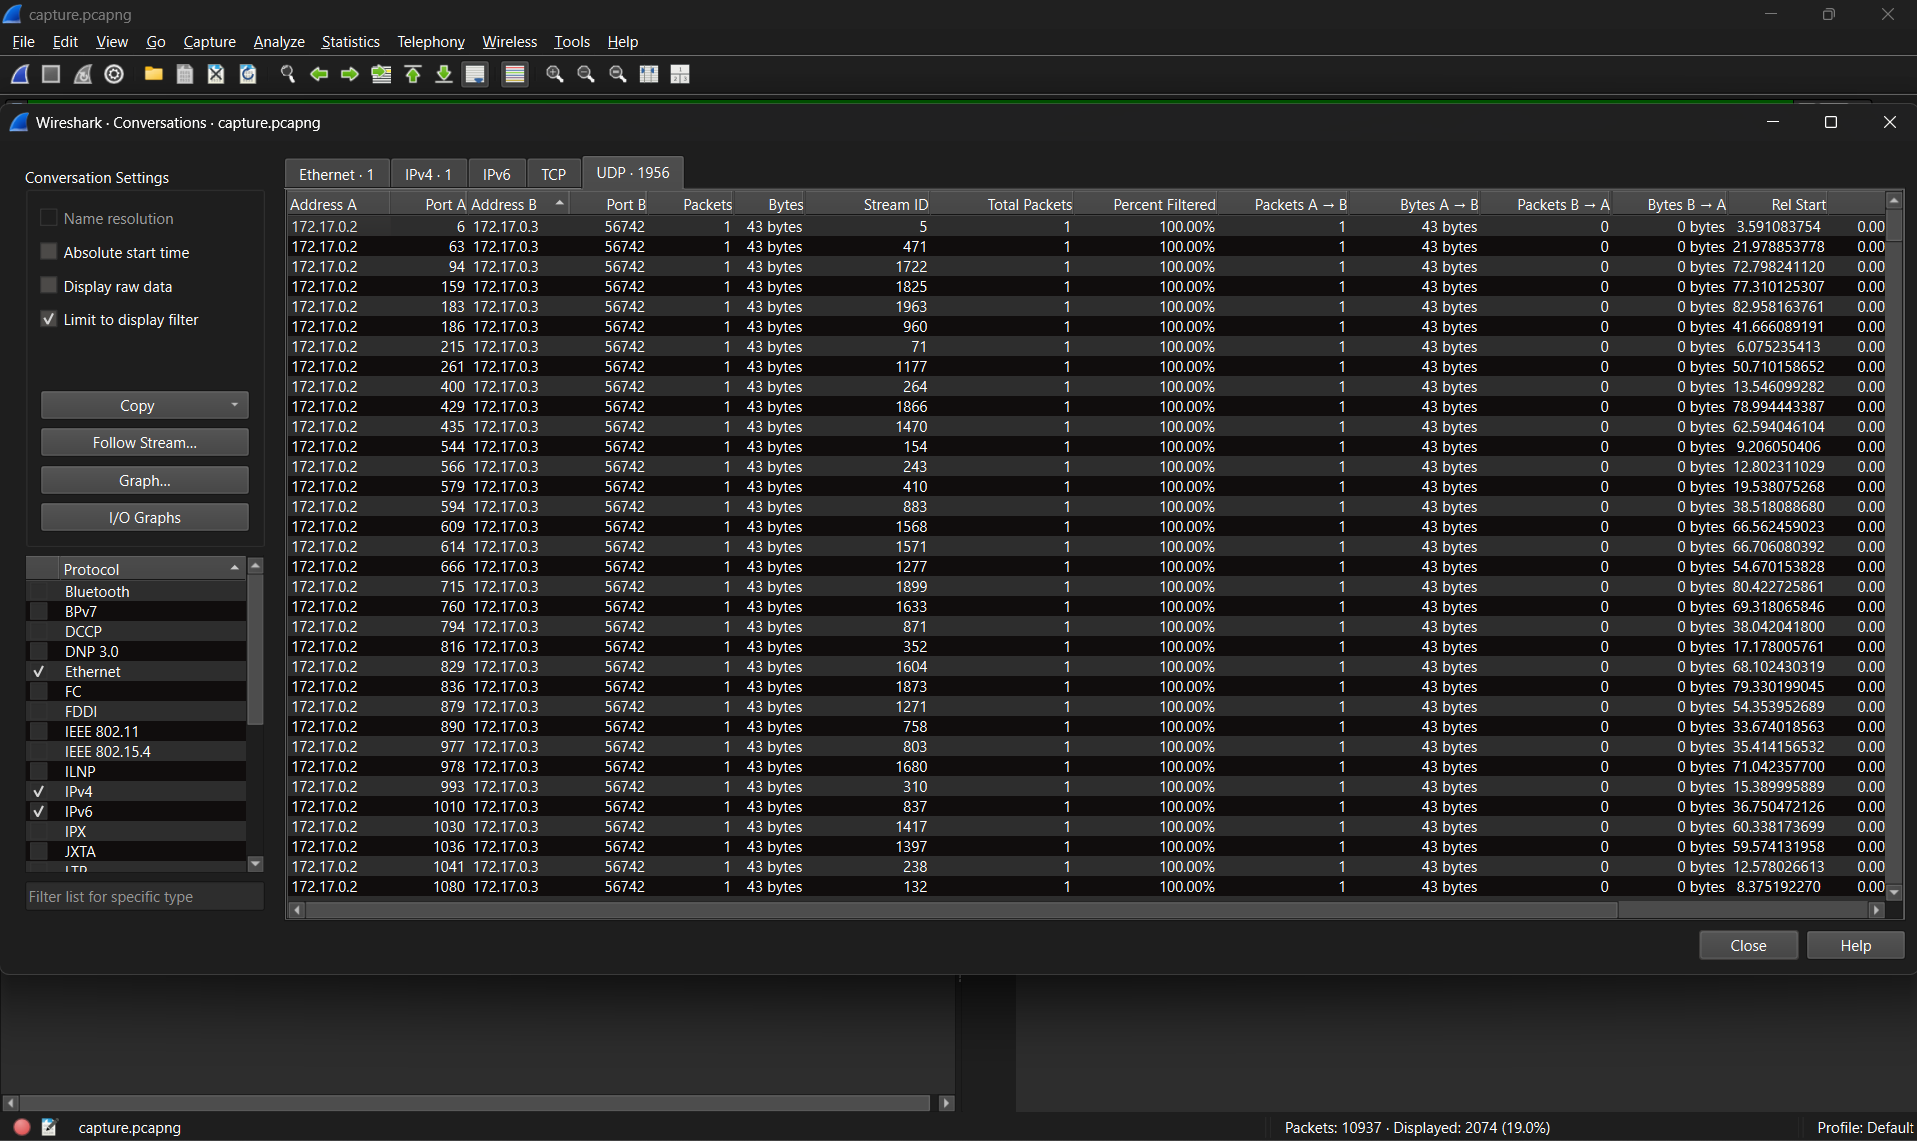 capture.pcapng
File Edit View Go Capture Analyze Statistics Telephony Wireless Tools Help
Wireshark · Conversations · capture.pcapng
Conversation Settings
Name resolution
Absolute start time
Display raw data
Limit to display filter
Copy
Follow Stream...
Graph...
I/O Graphs
Protocol
Bluetooth
BPv7
DCCP
DNP 3.0
Ethernet
FC
FDDI
IEEE 802.11
IEEE 802.15.4
ILNP
IPv4
IPv6
IPX
JXTA
LTP
Filter list for specific type
Ethernet · 1 IPv4 · 1 IPv6 TCP UDP · 1956
Address A Port A Address B Port B Packets Bytes Stream ID Total Packets Percent Filtered Packets A → B Bytes A → B Packets B → A Bytes B → A Rel Start
172.17.0.2 6 172.17.0.3 56742 1 43 bytes 5 1 100.00% 1 43 bytes 0 0 bytes 3.591083754 0.00
172.17.0.2 63 172.17.0.3 56742 1 43 bytes 471 1 100.00% 1 43 bytes 0 0 bytes 21.978853778 0.00
172.17.0.2 94 172.17.0.3 56742 1 43 bytes 1722 1 100.00% 1 43 bytes 0 0 bytes 72.798241120 0.00
172.17.0.2 159 172.17.0.3 56742 1 43 bytes 1825 1 100.00% 1 43 bytes 0 0 bytes 77.310125307 0.00
172.17.0.2 183 172.17.0.3 56742 1 43 bytes 1963 1 100.00% 1 43 bytes 0 0 bytes 82.958163761 0.00
172.17.0.2 186 172.17.0.3 56742 1 43 bytes 960 1 100.00% 1 43 bytes 0 0 bytes 41.666089191 0.00
172.17.0.2 215 172.17.0.3 56742 1 43 bytes 71 1 100.00% 1 43 bytes 0 0 bytes 6.075235413 0.00
172.17.0.2 261 172.17.0.3 56742 1 43 bytes 1177 1 100.00% 1 43 bytes 0 0 bytes 50.710158652 0.00
172.17.0.2 400 172.17.0.3 56742 1 43 bytes 264 1 100.00% 1 43 bytes 0 0 bytes 13.546099282 0.00
172.17.0.2 429 172.17.0.3 56742 1 43 bytes 1866 1 100.00% 1 43 bytes 0 0 bytes 78.994443387 0.00
172.17.0.2 435 172.17.0.3 56742 1 43 bytes 1470 1 100.00% 1 43 bytes 0 0 bytes 62.594046104 0.00
172.17.0.2 544 172.17.0.3 56742 1 43 bytes 154 1 100.00% 1 43 bytes 0 0 bytes 9.206050406 0.00
172.17.0.2 566 172.17.0.3 56742 1 43 bytes 243 1 100.00% 1 43 bytes 0 0 bytes 12.802311029 0.00
172.17.0.2 579 172.17.0.3 56742 1 43 bytes 410 1 100.00% 1 43 bytes 0 0 bytes 19.538075268 0.00
172.17.0.2 594 172.17.0.3 56742 1 43 bytes 883 1 100.00% 1 43 bytes 0 0 bytes 38.518088680 0.00
172.17.0.2 609 172.17.0.3 56742 1 43 bytes 1568 1 100.00% 1 43 bytes 0 0 bytes 66.562459023 0.00
172.17.0.2 614 172.17.0.3 56742 1 43 bytes 1571 1 100.00% 1 43 bytes 0 0 bytes 66.706080392 0.00
172.17.0.2 666 172.17.0.3 56742 1 43 bytes 1277 1 100.00% 1 43 bytes 0 0 bytes 54.670153828 0.00
172.17.0.2 715 172.17.0.3 56742 1 43 bytes 1899 1 100.00% 1 43 bytes 0 0 bytes 80.422725861 0.00
172.17.0.2 760 172.17.0.3 56742 1 43 bytes 1633 1 100.00% 1 43 bytes 0 0 bytes 69.318065846 0.00
172.17.0.2 794 172.17.0.3 56742 1 43 bytes 871 1 100.00% 1 43 bytes 0 0 bytes 38.042041800 0.00
172.17.0.2 816 172.17.0.3 56742 1 43 bytes 352 1 100.00% 1 43 bytes 0 0 bytes 17.178005761 0.00
172.17.0.2 829 172.17.0.3 56742 1 43 bytes 1604 1 100.00% 1 43 bytes 0 0 bytes 68.102430319 0.00
172.17.0.2 836 172.17.0.3 56742 1 43 bytes 1873 1 100.00% 1 43 bytes 0 0 bytes 79.330199045 0.00
172.17.0.2 879 172.17.0.3 56742 1 43 bytes 1271 1 100.00% 1 43 bytes 0 0 bytes 54.353952689 0.00
172.17.0.2 890 172.17.0.3 56742 1 43 bytes 758 1 100.00% 1 43 bytes 0 0 bytes 33.674018563 0.00
172.17.0.2 977 172.17.0.3 56742 1 43 bytes 803 1 100.00% 1 43 bytes 0 0 bytes 35.414156532 0.00
172.17.0.2 978 172.17.0.3 56742 1 43 bytes 1680 1 100.00% 1 43 bytes 0 0 bytes 71.042357700 0.00
172.17.0.2 993 172.17.0.3 56742 1 43 bytes 310 1 100.00% 1 43 bytes 0 0 bytes 15.389995889 0.00
172.17.0.2 1010 172.17.0.3 56742 1 43 bytes 837 1 100.00% 1 43 bytes 0 0 bytes 36.750472126 0.00
172.17.0.2 1030 172.17.0.3 56742 1 43 bytes 1417 1 100.00% 1 43 bytes 0 0 bytes 60.338173699 0.00
172.17.0.2 1036 172.17.0.3 56742 1 43 bytes 1397 1 100.00% 1 43 bytes 0 0 bytes 59.574131958 0.00
172.17.0.2 1041 172.17.0.3 56742 1 43 bytes 238 1 100.00% 1 43 bytes 0 0 bytes 12.578026613 0.00
172.17.0.2 1080 172.17.0.3 56742 1 43 bytes 132 1 100.00% 1 43 bytes 0 0 bytes 8.375192270 0.00
Close Help
capture.pcapng Packets: 10937 · Displayed: 2074 (19.0%) Profile: Default